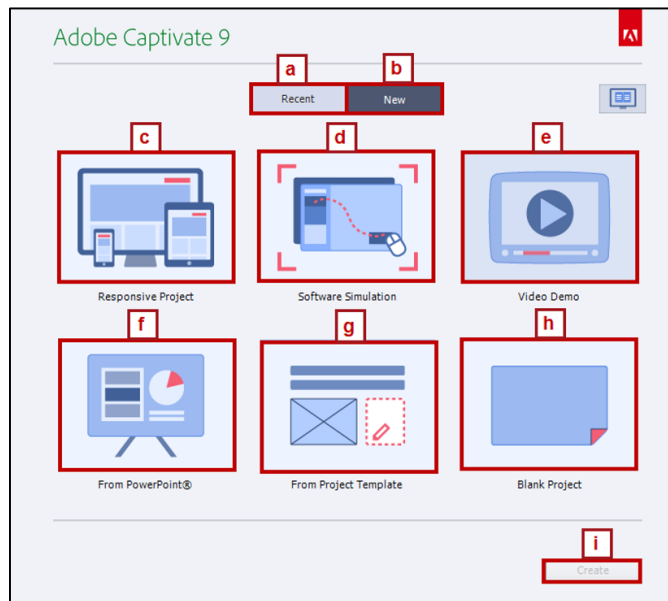 Adobe Captivate 9
a b
Recent New
c d e
Responsive Project Software Simulation Video Demo
f g h
From PowerPoint® From Project Template Blank Project
i
Create